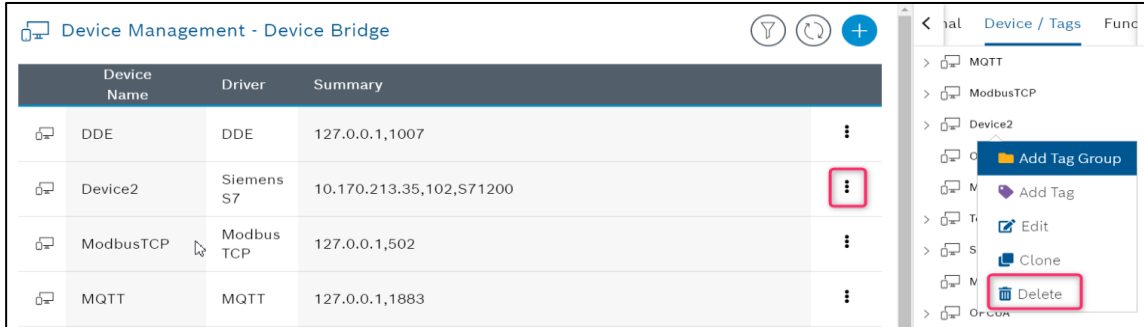 Device Management - Device Bridge
Device Name Driver Summary
DDE DDE 127.0.0.1,1007
Device2 Siemens S7 10.170.213.35,102,S71200
ModbusTCP Modbus TCP 127.0.0.1,502
MQTT MQTT 127.0.0.1,1883
Device / Tags
MQTT
ModbusTCP
Device2
Add Tag Group
Add Tag
Edit
Clone
Delete
OPCUA